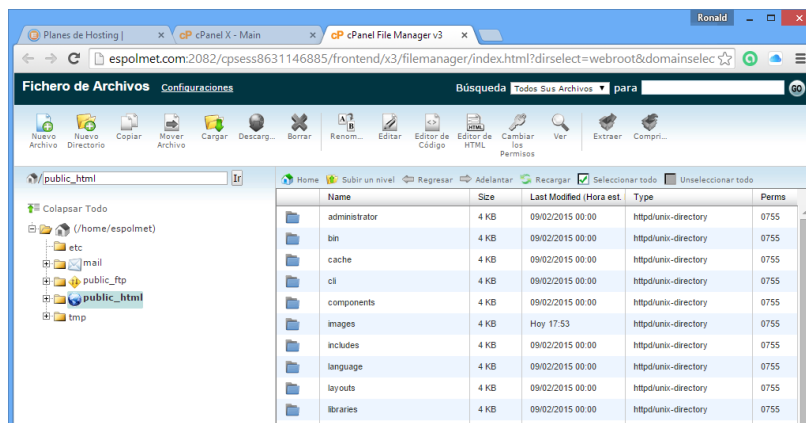 Ronald
Planes de Hosting |
cP cPanel X - Main
cP cPanel File Manager v3
espolmet.com:2082/cpsess8631146885/frontend/x3/filemanager/index.html?dirselect=webroot&domainselec
Fichero de Archivos Configuraciones Búsqueda Todos Sus Archivos para GO
Nuevo Archivo
Nuevo Directorio
Copiar
Mover Archivo
Cargar
Descarg...
Borrar
Renom...
Editar
Editor de Código
Editor de HTML
Cambiar los Permisos
Ver
Extraer
Compri...
/ public_html Ir
Home Subir un nivel Regresar Adelantar Recargar Seleccionar todo Unseleccionar todo
Colapsar Todo
(/home/espolmet)
etc
mail
public_ftp
public_html
tmp
Name Size Last Modified (Hora est. Type Perms
administrator 4 KB 09/02/2015 00:00 httpd/unix-directory 0755
bin 4 KB 09/02/2015 00:00 httpd/unix-directory 0755
cache 4 KB 09/02/2015 00:00 httpd/unix-directory 0755
cli 4 KB 09/02/2015 00:00 httpd/unix-directory 0755
components 4 KB 09/02/2015 00:00 httpd/unix-directory 0755
images 4 KB Hoy 17:53 httpd/unix-directory 0755
includes 4 KB 09/02/2015 00:00 httpd/unix-directory 0755
language 4 KB 09/02/2015 00:00 httpd/unix-directory 0755
layouts 4 KB 09/02/2015 00:00 httpd/unix-directory 0755
libraries 4 KB 09/02/2015 00:00 httpd/unix-directory 0755